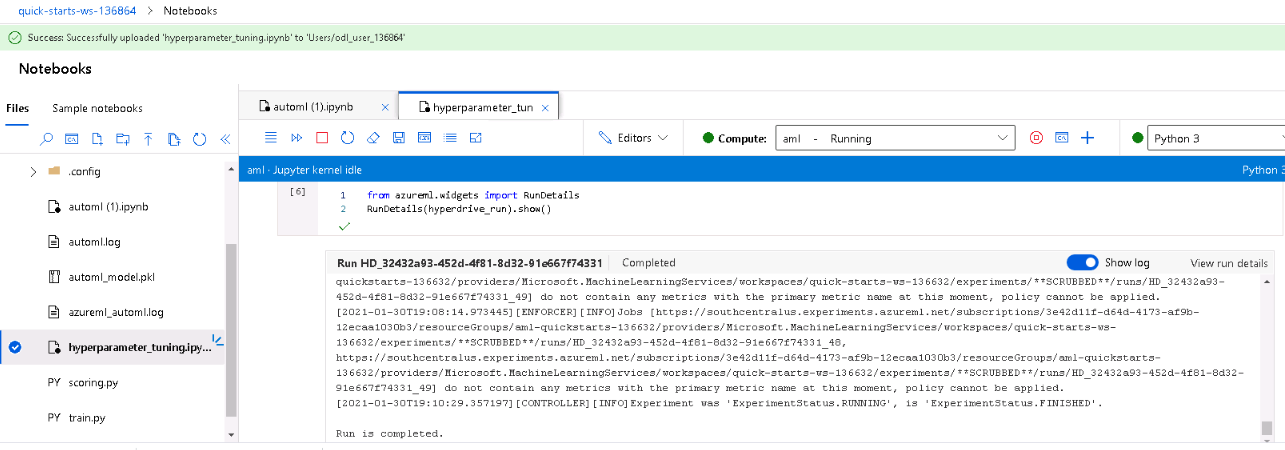 quick-starts-ws-136864 > Notebooks
Success: Successfully uploaded 'hyperparameter_tuning.ipynb' to 'Users/odl_user_136864'
Notebooks
Files Sample notebooks
automl (1).ipynb × hyperparameter_tun ×
Editors Compute: aml - Running Python 3
aml · Jupyter kernel idle Python 3
.config
automl (1).ipynb
automl.log
automl_model.pkl
azureml_automl.log
hyperparameter_tuning.ipy...
PY scoring.py
PY train.py
[6]
1 from azureml.widgets import RunDetails
2 RunDetails(hyperdrive_run).show()
Run HD_32432a93-452d-4f81-8d32-91e667f74331 Completed Show log View run details
quickstarts-136632/providers/Microsoft.MachineLearningServices/workspaces/quick-starts-ws-136632/experiments/**SCRUBBED**/runs/HD_32432a93-
452d-4f81-8d32-91e667f74331_49] do not contain any metrics with the primary metric name at this moment, policy cannot be applied.
[2021-01-30T19:08:14.973445][ENFORCER][INFO]Jobs [https://southcentralus.experiments.azureml.net/subscriptions/3e42d11f-d64d-4173-af9b-
12ecaa1030b3/resourceGroups/aml-quickstarts-136632/providers/Microsoft.MachineLearningServices/workspaces/quick-starts-ws-
136632/experiments/**SCRUBBED**/runs/HD_32432a93-452d-4f81-8d32-91e667f74331_48,
https://southcentralus.experiments.azureml.net/subscriptions/3e42d11f-d64d-4173-af9b-12ecaa1030b3/resourceGroups/aml-quickstarts-
136632/providers/Microsoft.MachineLearningServices/workspaces/quick-starts-ws-136632/experiments/**SCRUBBED**/runs/HD_32432a93-452d-4f81-8d32-
91e667f74331_49] do not contain any metrics with the primary metric name at this moment, policy cannot be applied.
[2021-01-30T19:10:29.357197][CONTROLLER][INFO]Experiment was 'ExperimentStatus.RUNNING', is 'ExperimentStatus.FINISHED'.
Run is completed.